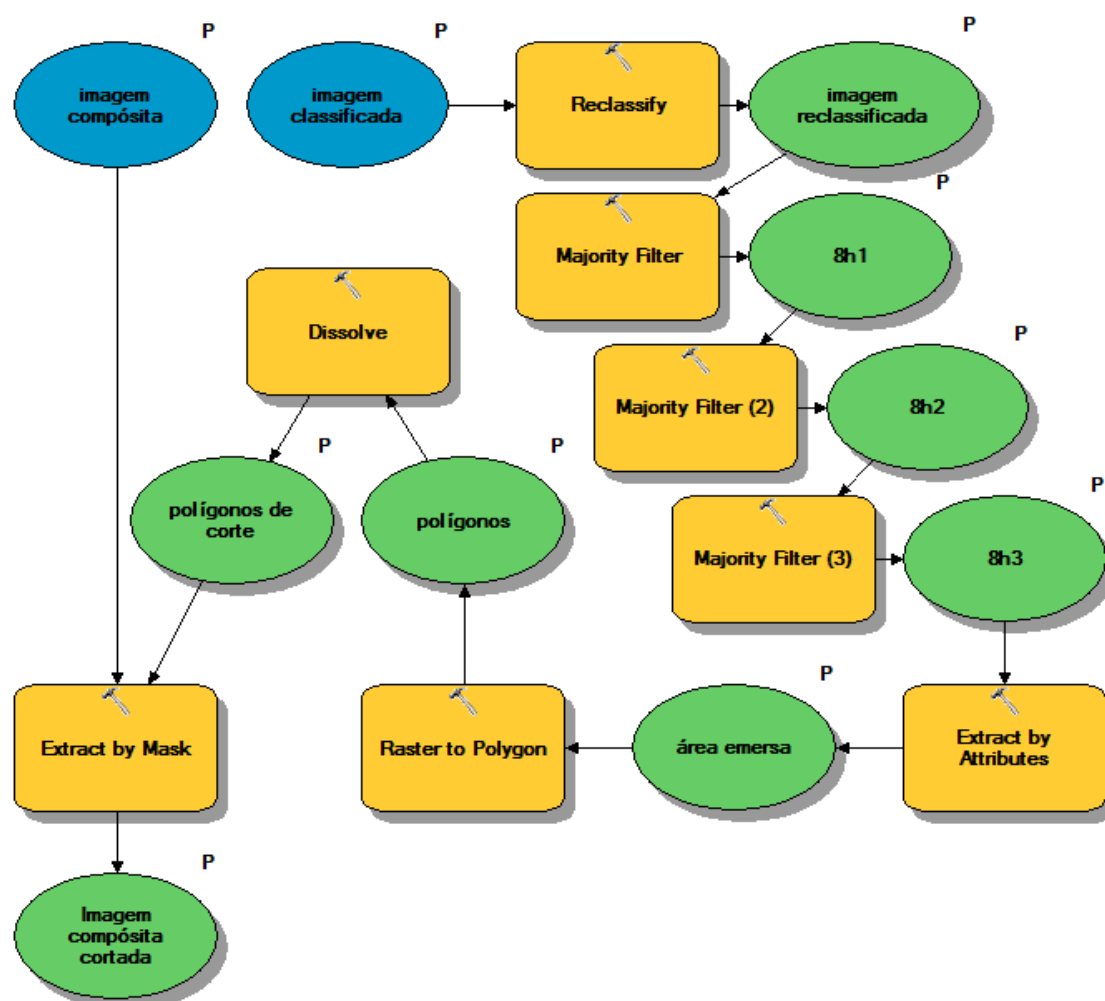 P
P
P
imagem
compósita
imagem
classificada
Reclassify
imagem
reclassificada
P
Majority Filter
8h1
Dissolve
P
Majority Filter (2)
8h2
P
P
P
polígonos de
corte
polígonos
Majority Filter (3)
8h3
P
Extract by Mask
Raster to Polygon
área emersa
Extract by
Attributes
P
Imagem
compósita
cortada